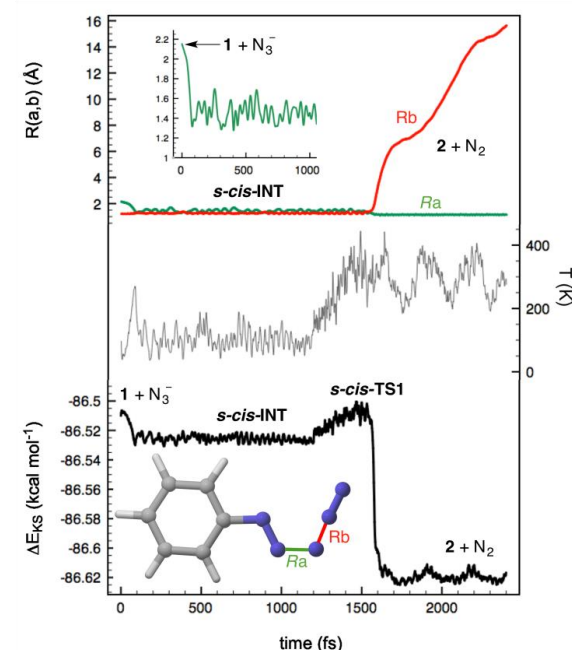 16
14
12
10
8
6
4
2
R(a,b) (Å)
2.2
2
1.8
1.6
1.4
1.2
1
1 + N₃⁻
0 500 1000
s-cis-INT
Rb
2 + N₂
Ra
400
200
0
T (K)
s-cis-TS1
1 + N₃⁻
s-cis-INT
-86.5
-86.52
-86.54
-86.56
-86.58
-86.6
-86.62
ΔE_KS (kcal mol⁻¹)
Rb
Ra
2 + N₂
0 500 1000 1500 2000
time (fs)